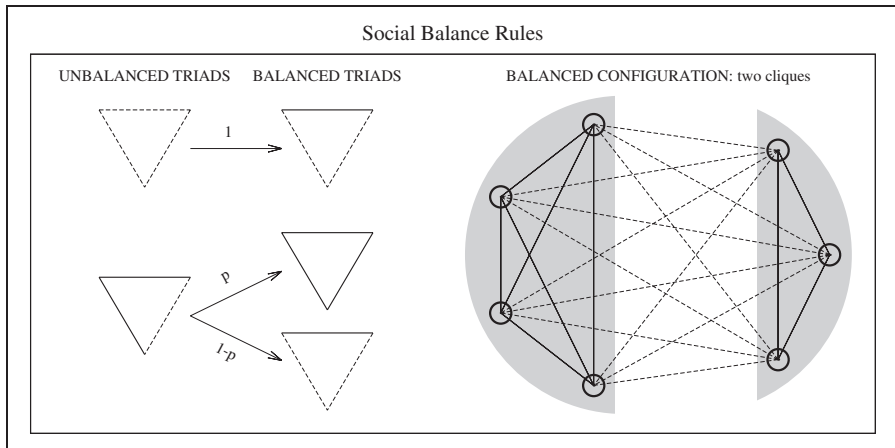 Social Balance Rules
UNBALANCED TRIADS
BALANCED TRIADS
1
p
1-p
BALANCED CONFIGURATION: two cliques